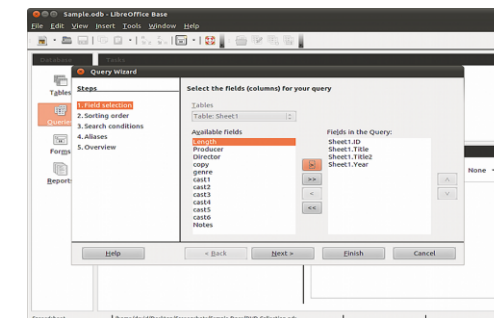 Sample.odb - LibreOffice Base
File Edit View Insert Tools Window Help
Database Tasks
Query Wizard
Tables
Queries
Forms
Reports
Steps
1.Field selection
2.Sorting order
3.Search conditions
4.Aliases
5.Overview
Select the fields (columns) for your query
Tables
Table: Sheet1
Available fields
Length
Producer
Director
copy
genre
cast1
cast2
cast3
cast4
cast5
cast6
Notes
>
>>
<
<<
Fields in the Query:
Sheet1.ID
Sheet1.Title
Sheet1.Title2
Sheet1.Year
None
Help
< Back
Next >
Finish
Cancel